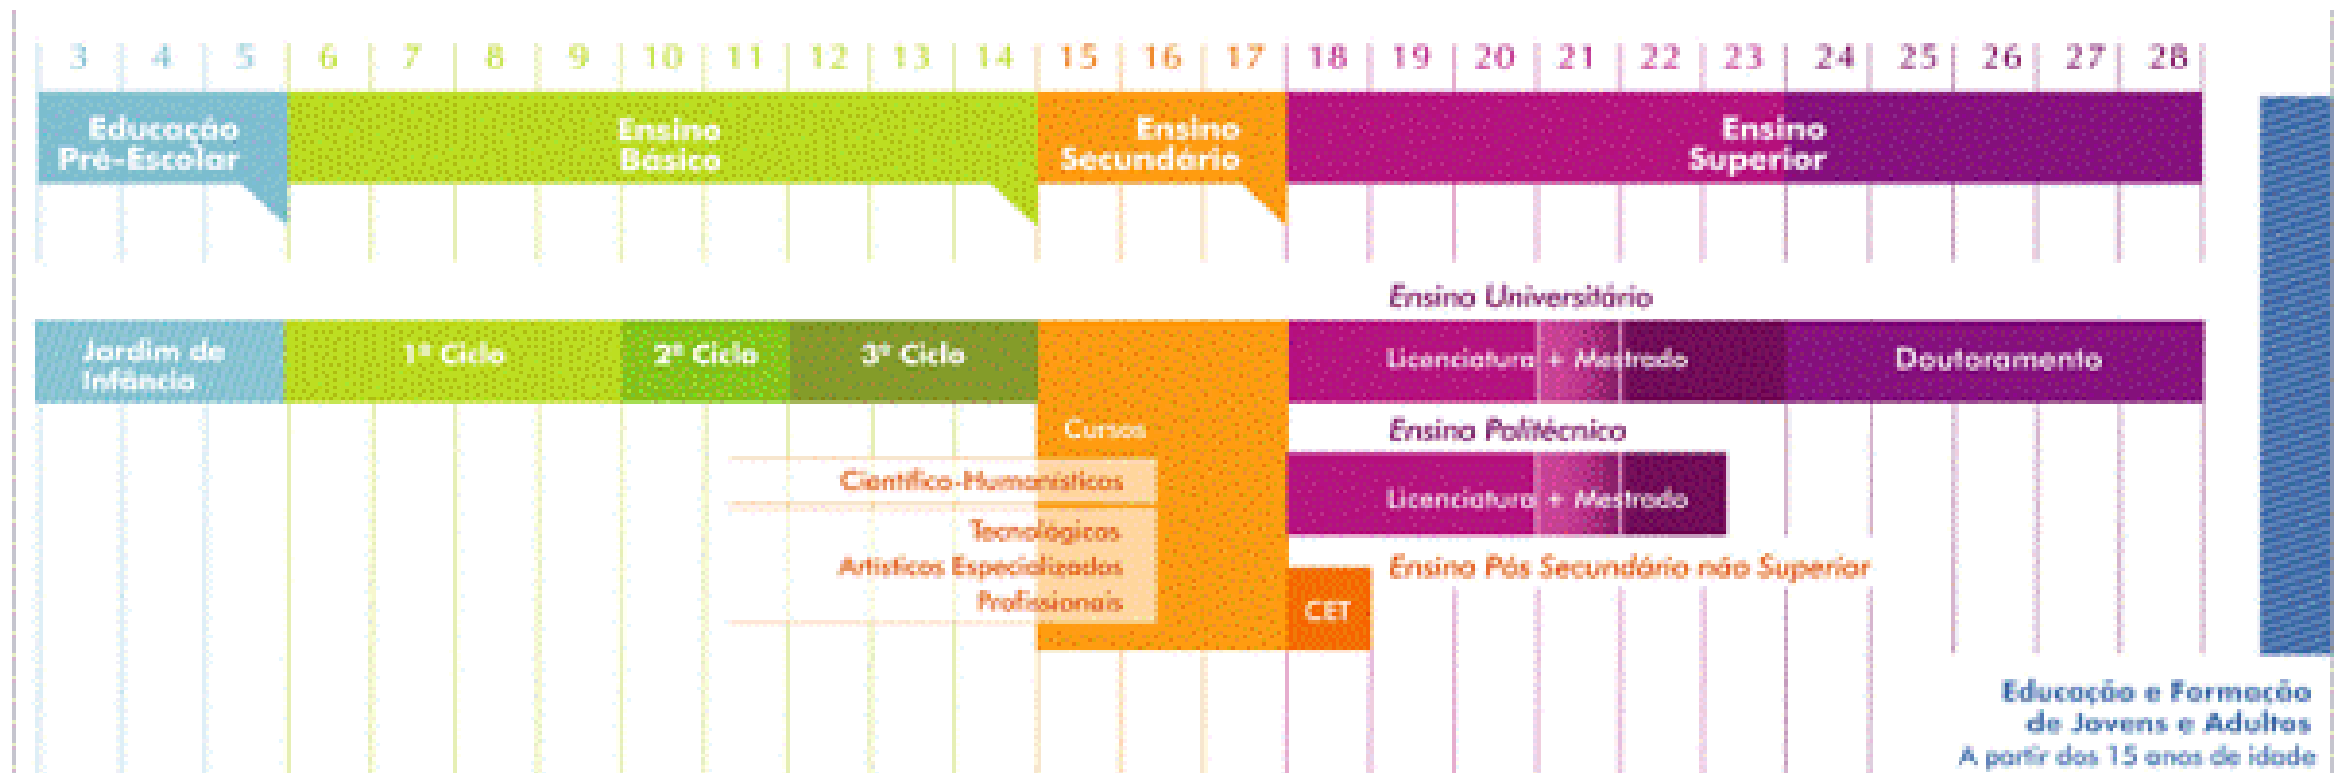 3 4 5 6 7 8 9 10 11 12 13 14 15 16 17 18 19 20 21 22 23 24 25 26 27 28
Educação
Pré-Escolar
Ensino
Básico
Ensino
Secundário
Ensino
Superior
Ensino Universitário
Jardim de
Infância
1º Ciclo
2º Ciclo
3º Ciclo
Licenciatura + Mestrado
Doutoramento
Cursos
Ensino Politécnico
Científico-Humanísticos
Licenciatura + Mestrado
Tecnológicos
Artísticos Especializados
Profissionais
Ensino Pós Secundário não Superior
CET
Educação e Formação
de Jovens e Adultos
A partir dos 15 anos de idade